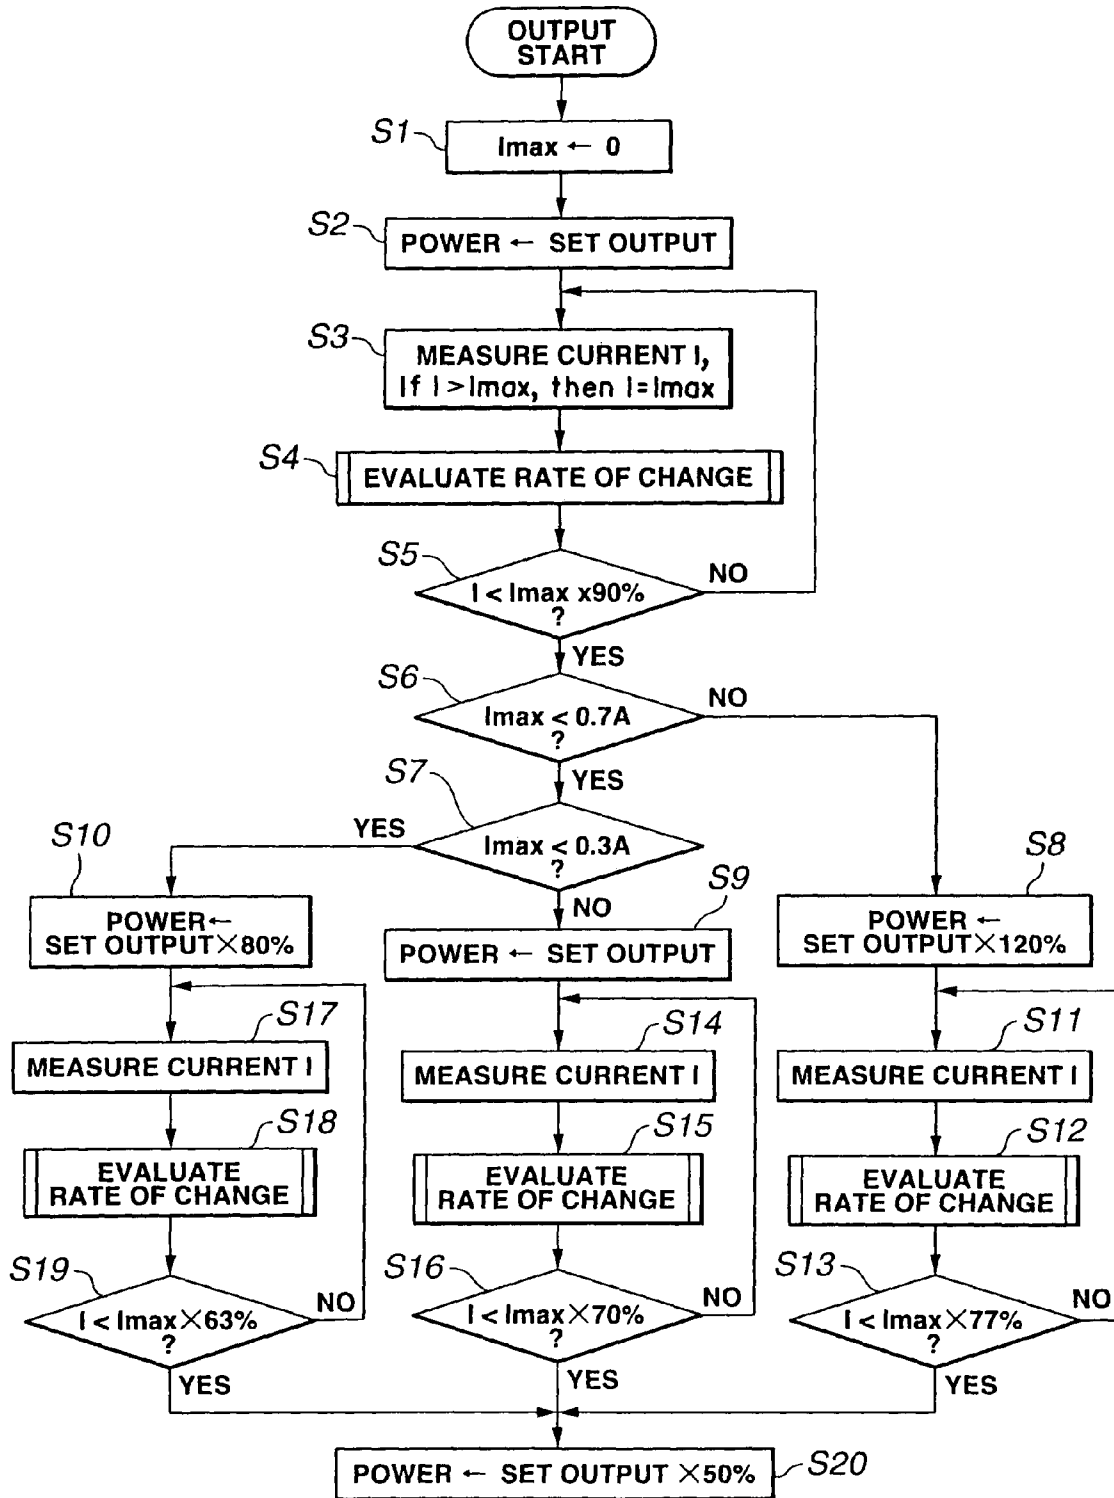 OUTPUT
START
S1
Imax ← 0
S2
POWER ← SET OUTPUT
S3
MEASURE CURRENT I,
If I > Imax, then I = Imax
S4
EVALUATE RATE OF CHANGE
S5
I < Imax x90%
?
NO
YES
S6
Imax < 0.7A
?
NO
YES
S7
Imax < 0.3A
?
YES
NO
S10
POWER←
SET OUTPUT×80%
S9
POWER ← SET OUTPUT
S8
POWER ←
SET OUTPUT×120%
S17
MEASURE CURRENT I
S14
MEASURE CURRENT I
S11
MEASURE CURRENT I
S18
EVALUATE
RATE OF CHANGE
S15
EVALUATE
RATE OF CHANGE
S12
EVALUATE
RATE OF CHANGE
S19
I < Imax×63%
?
NO
YES
S16
I < Imax×70%
?
NO
YES
S13
I < Imax×77%
?
NO
YES
POWER ← SET OUTPUT ×50%
S20